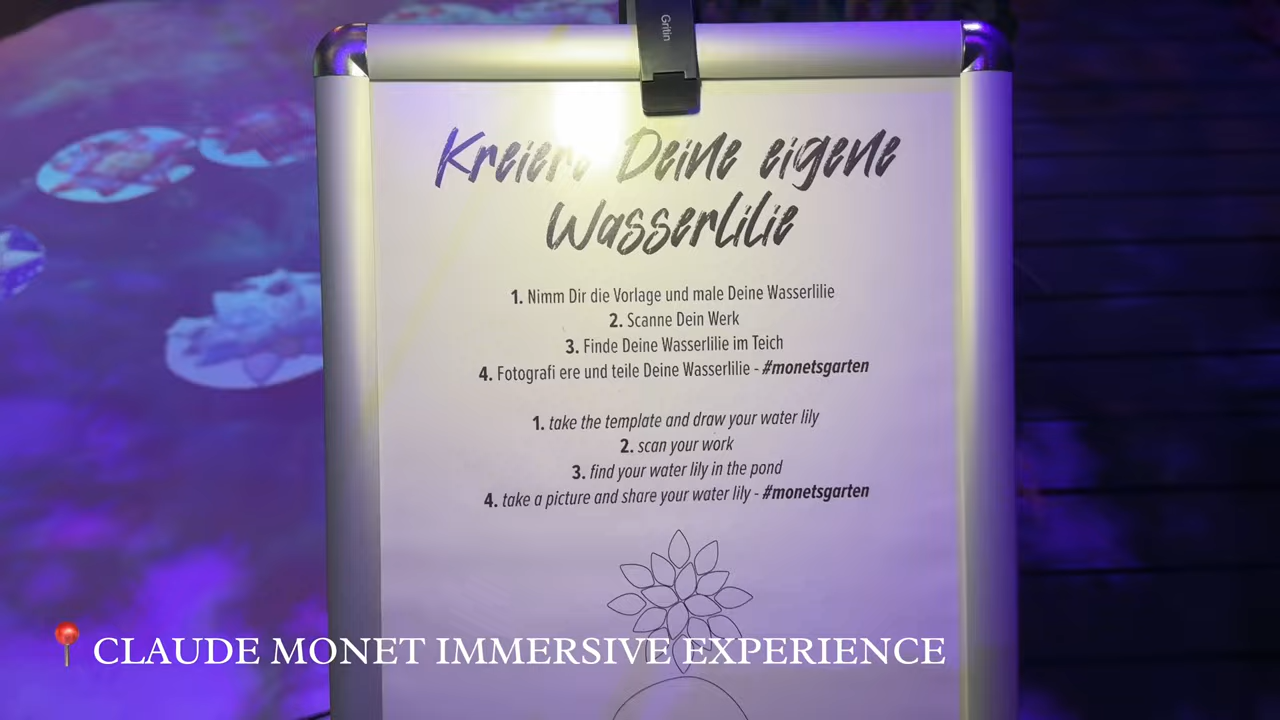 Gritin
Kreiere Deine eigene
Wasserlilie
1. Nimm Dir die Vorlage und male Deine Wasserlilie
2. Scanne Dein Werk
3. Finde Deine Wasserlilie im Teich
4. Fotografi ere und teile Deine Wasserlilie - #monetsgarten
1. take the template and draw your water lily
2. scan your work
3. find your water lily in the pond
4. take a picture and share your water lily - #monetsgarten
CLAUDE MONET IMMERSIVE EXPERIENCE